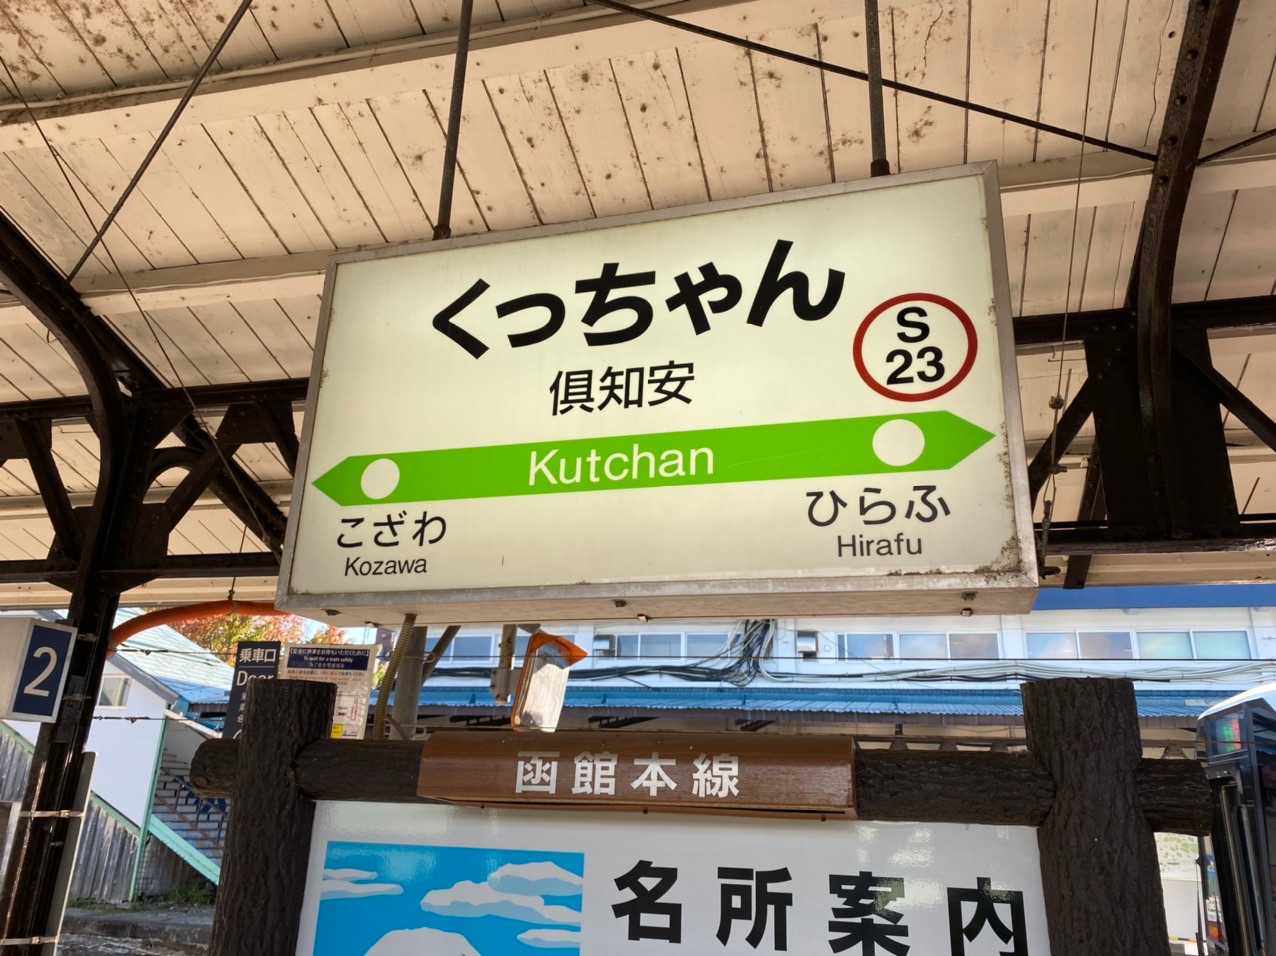 くっちゃん
S
23
倶知安
Kutchan
こざわ
Kozawa
ひらふ
Hirafu
2
乗車口
函館本線
名所案内